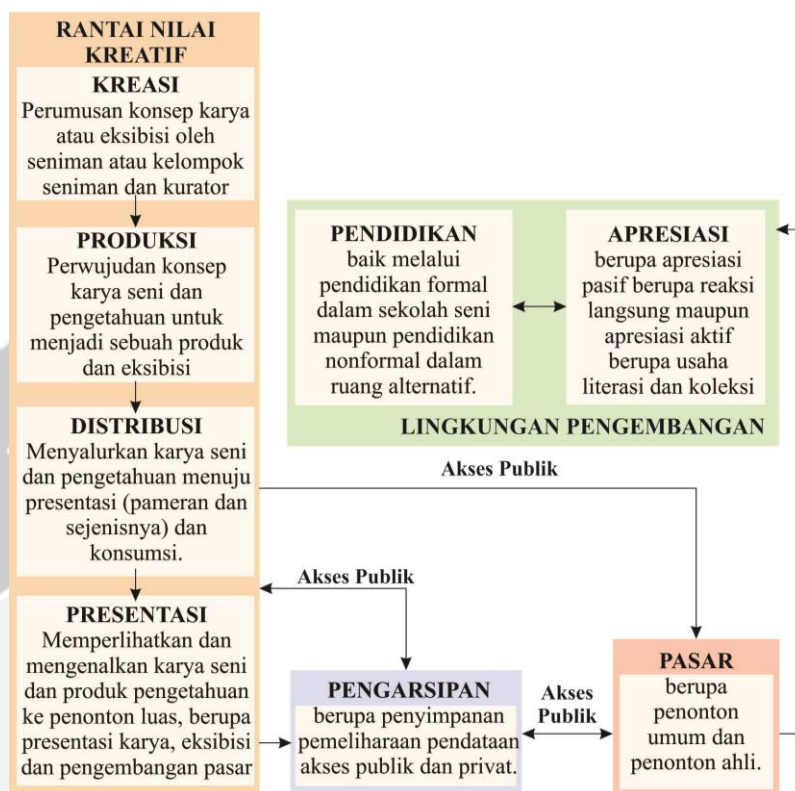 RANTAI NILAI
KREATIF
KREASI
Perumusan konsep karya
atau eksibisi oleh
seniman atau kelompok
seniman dan kurator
PRODUKSI
Perwujudan konsep
karya seni dan
pengetahuan untuk
menjadi sebuah produk
dan eksibisi
DISTRIBUSI
Menyalurkan karya seni
dan pengetahuan menuju
presentasi (pameran dan
sejenisnya) dan
konsumsi.
PRESENTASI
Memperlihatkan dan
mengenalkan karya seni
dan produk pengetahuan
ke penonton luas, berupa
presentasi karya, eksibisi
dan pengembangan pasar
PENDIDIKAN
baik melalui
pendidikan formal
dalam sekolah seni
maupun pendidikan
nonformal dalam
ruang alternatif.
APRESIASI
berupa apresiasi
pasif berupa reaksi
langsung maupun
apresiasi aktif
berupa usaha
literasi dan koleksi
LINGKUNGAN PENGEMBANGAN
Akses Publik
Akses Publik
PENGARSIPAN
berupa penyimpanan
pemeliharaan pendataan
akses publik dan privat.
Akses
Publik
PASAR
berupa
penonton
umum dan
penonton ahli.